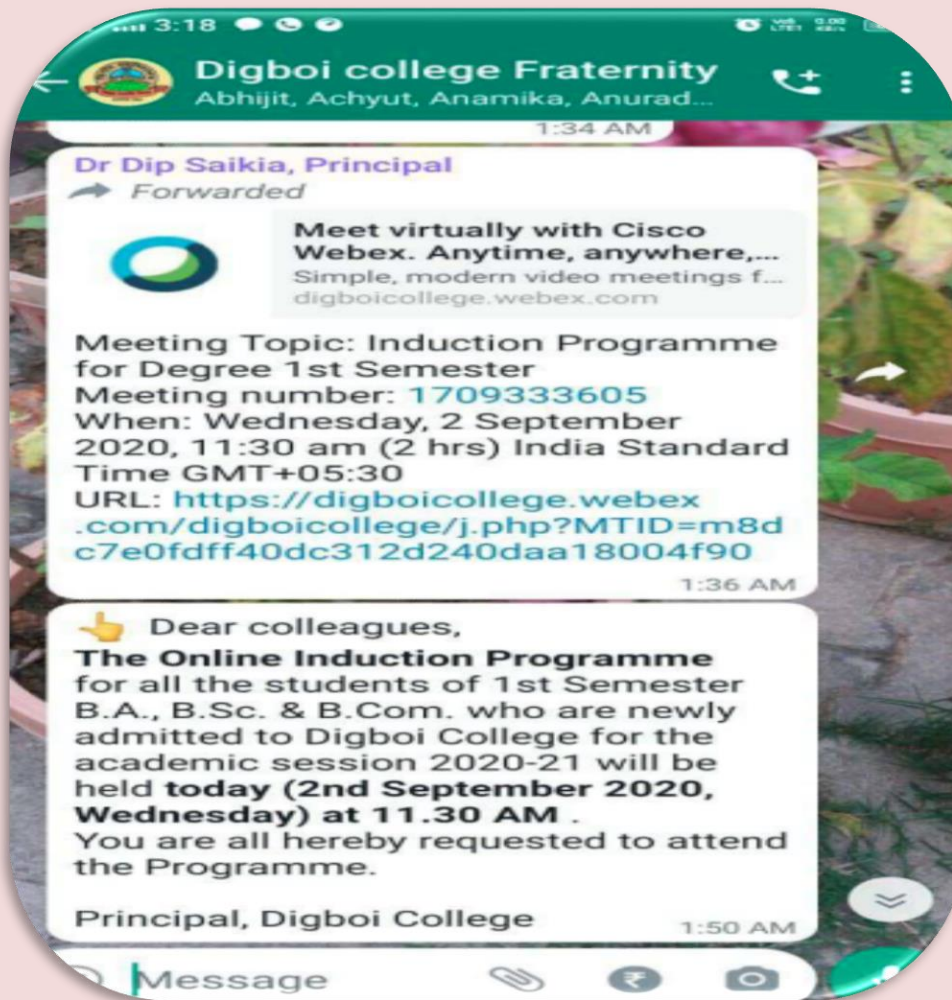 3:18
Digboi college Fraternity
Abhijit, Achyut, Anamika, Anurad...
1:34 AM
Dr Dip Saikia, Principal
Forwarded
Meet virtually with Cisco
Webex. Anytime, anywhere,...
Simple, modern video meetings f...
digboicollege.webex.com
Meeting Topic: Induction Programme
for Degree 1st Semester
Meeting number: 1709333605
When: Wednesday, 2 September
2020, 11:30 am (2 hrs) India Standard
Time GMT+05:30
URL: https://digboicollege.webex
.com/digboicollege/j.php?MTID=m8d
c7e0fdff40dc312d240daa18004f90
1:36 AM
👆 Dear colleagues,
The Online Induction Programme
for all the students of 1st Semester
B.A., B.Sc. & B.Com. who are newly
admitted to Digboi College for the
academic session 2020-21 will be
held today (2nd September 2020,
Wednesday) at 11.30 AM .
You are all hereby requested to attend
the Programme.
Principal, Digboi College
1:50 AM
Message